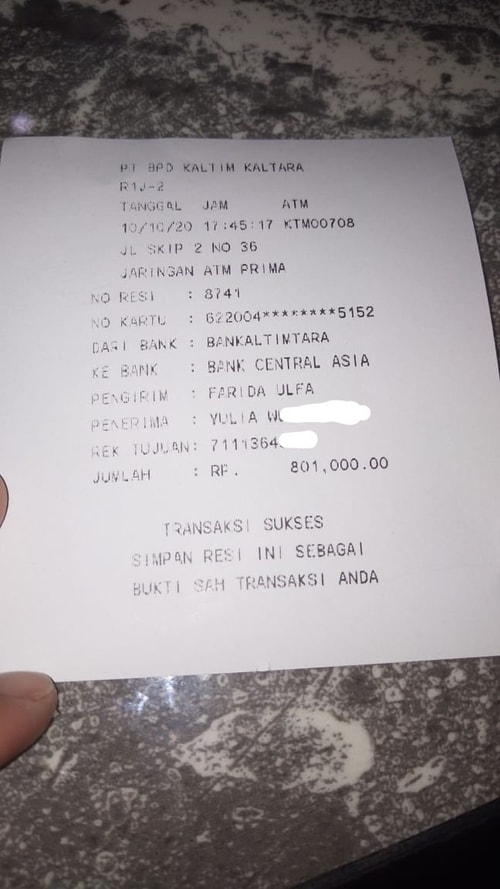 PT BPD KALTIM KALTARA
R1J-2
TANGGAL JAM ATM
10/10/20 17:45:17 KTM00708
JL SKIP 2 NO 36
JARINGAN ATM PRIMA
NO RESI : 8741
NO KARTU : 622004********5152
DARI BANK : BANKALTIMTARA
KE BANK : BANK CENTRAL ASIA
PENGIRIM : FARIDA ULFA
PENERIMA : YULIA
REK TUJUAN: 7111364
JUMLAH : RP. 801,000.00
TRANSAKSI SUKSES
SIMPAN RESI INI SEBAGAI
BUKTI SAH TRANSAKSI ANDA